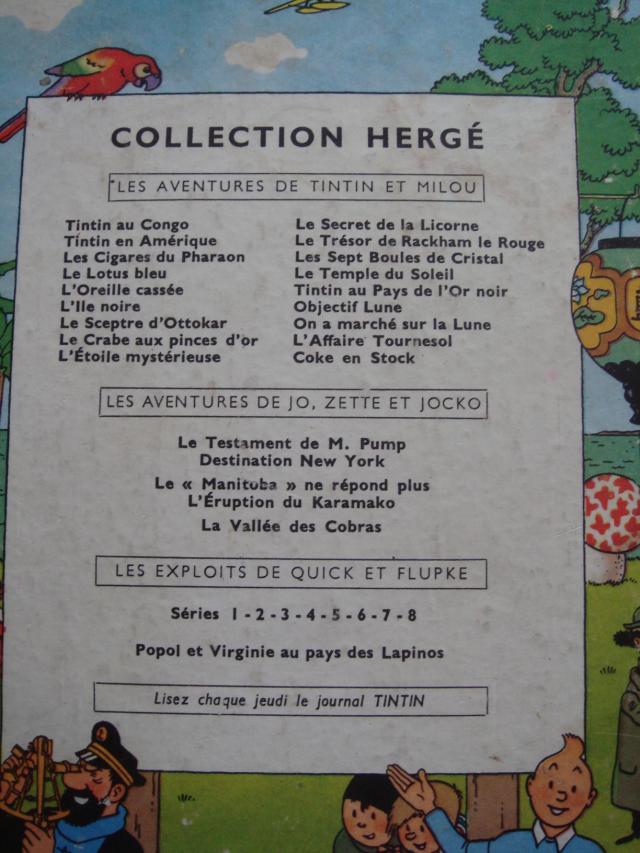 COLLECTION HERGÉ
LES AVENTURES DE TINTIN ET MILOU
Tintin au Congo
Tintin en Amérique
Les Cigares du Pharaon
Le Lotus bleu
L'Oreille cassée
L'Ile noire
Le Sceptre d'Ottokar
Le Crabe aux pinces d'or
L'Étoile mystérieuse
Le Secret de la Licorne
Le Trésor de Rackham le Rouge
Les Sept Boules de Cristal
Le Temple du Soleil
Tintin au Pays de l'Or noir
Objectif Lune
On a marché sur la Lune
L'Affaire Tournesol
Coke en Stock
LES AVENTURES DE JO, ZETTE ET JOCKO
Le Testament de M. Pump
Destination New York
Le « Manitoba » ne répond plus
L'Éruption du Karamako
La Vallée des Cobras
LES EXPLOITS DE QUICK ET FLUPKE
Séries 1 - 2 - 3 - 4 - 5 - 6 - 7 - 8
Popol et Virginie au pays des Lapinos
Lisez chaque jeudi le journal TINTIN